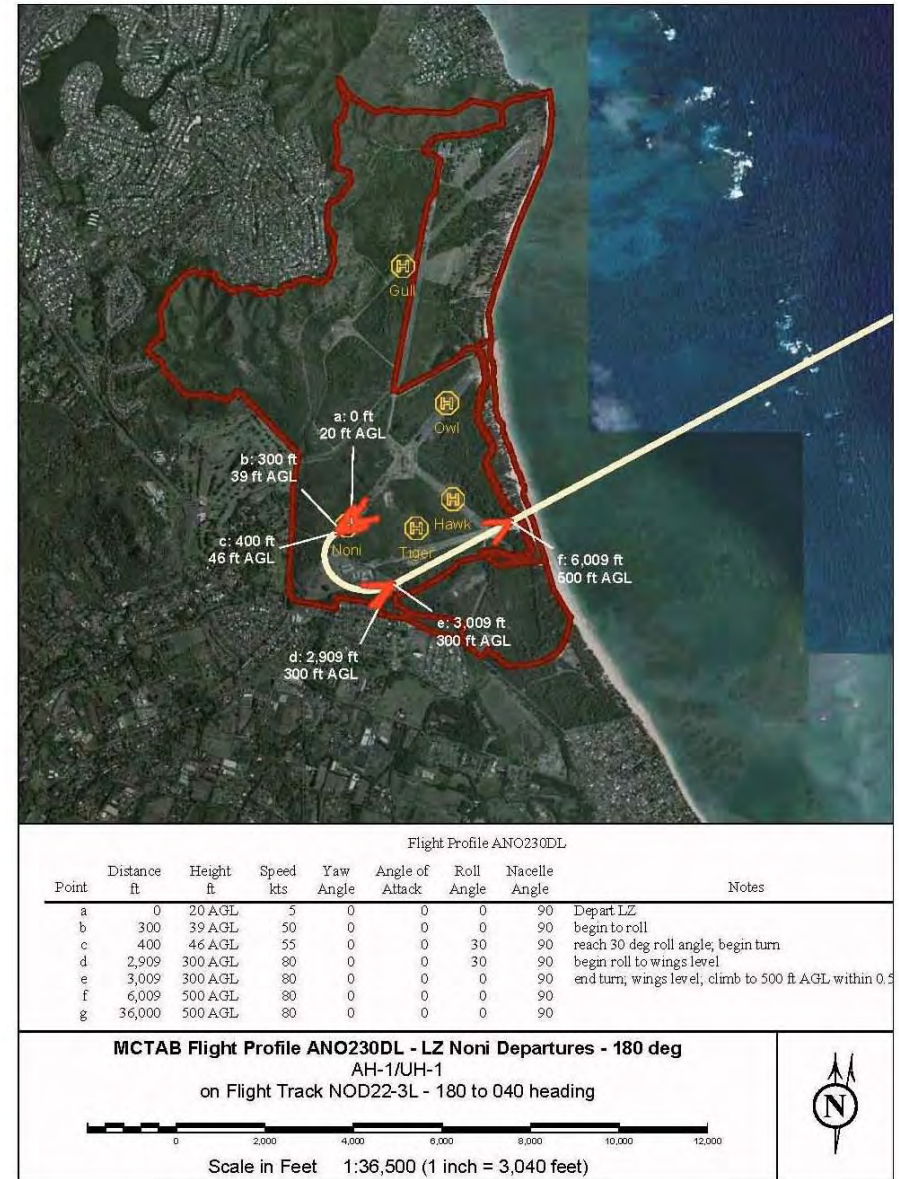 Gull
a: 0 ft
20 ft AGL
Owl
b: 300 ft
39 ft AGL
Hawk
c: 400 ft
46 ft AGL
Noni
Tiger
f: 6,009 ft
500 ft AGL
e: 3,009 ft
300 ft AGL
d: 2,909 ft
300 ft AGL
Flight Profile ANO230DL
Point Distance ft Height ft Speed kts Yaw Angle Angle of Attack Roll Angle Nacelle Angle Notes
a 0 20 AGL 5 0 0 0 90 Depart LZ
b 300 39 AGL 50 0 0 0 90 begin to roll
c 400 46 AGL 55 0 0 30 90 reach 30 deg roll angle; begin turn
d 2,909 300 AGL 80 0 0 30 90 begin roll to wings level
e 3,009 300 AGL 80 0 0 0 90 end turn; wings level; climb to 500 ft AGL within 0.5
f 6,009 500 AGL 80 0 0 0 90
g 36,000 500 AGL 80 0 0 0 90
MCTAB Flight Profile ANO230DL - LZ Noni Departures - 180 deg
AH-1/UH-1
on Flight Track NOD22-3L - 180 to 040 heading
0 2,000 4,000 6,000 8,000 10,000 12,000
Scale in Feet 1:36,500 (1 inch = 3,040 feet)
N